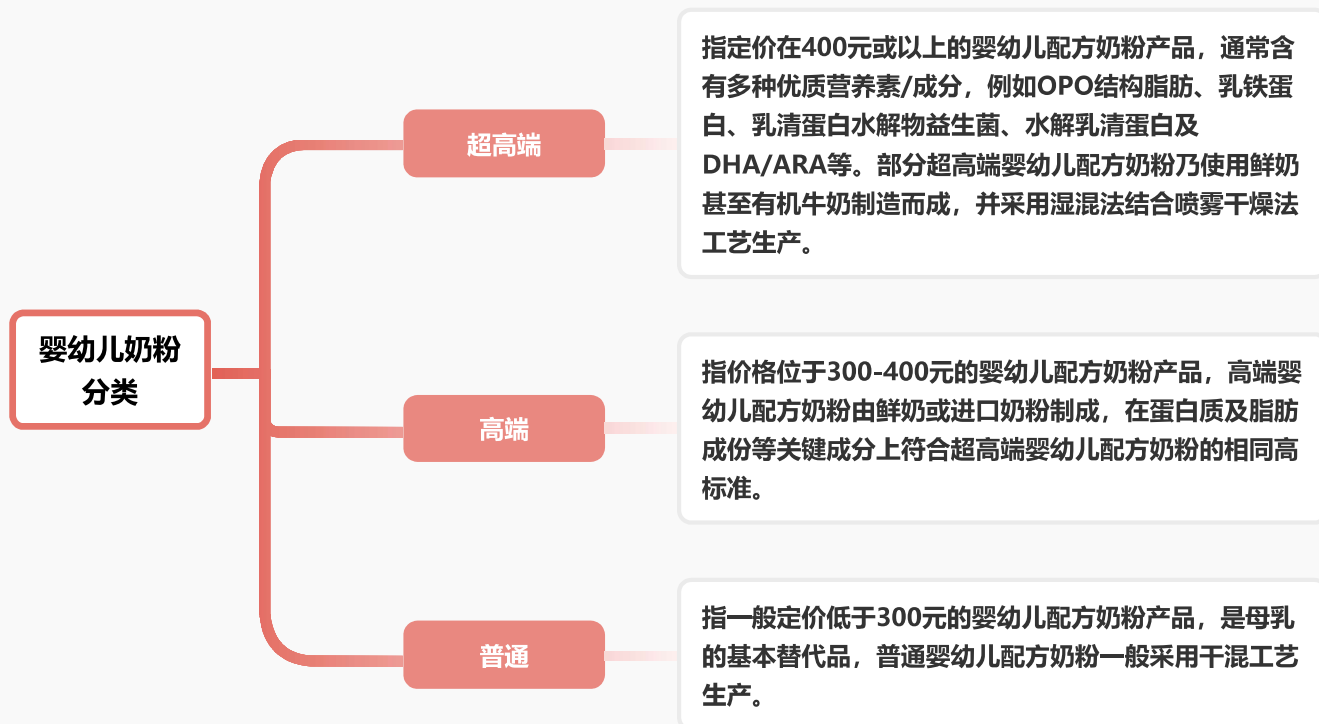 婴幼儿奶粉
分类
超高端
指定价在400元或以上的婴幼儿配方奶粉产品，通常含
有多种优质营养素/成分，例如OPO结构脂肪、乳铁蛋
白、乳清蛋白水解物益生菌、水解乳清蛋白及
DHA/ARA等。部分超高端婴幼儿配方奶粉乃使用鲜奶
甚至有机牛奶制造而成，并采用湿混法结合喷雾干燥法
工艺生产。
高端
指价格位于300-400元的婴幼儿配方奶粉产品，高端婴
幼儿配方奶粉由鲜奶或进口奶粉制成，在蛋白质及脂肪
成份等关键成分上符合超高端婴幼儿配方奶粉的相同高
标准。
普通
指一般定价低于300元的婴幼儿配方奶粉产品，是母乳
的基本替代品，普通婴幼儿配方奶粉一般采用干混工艺
生产。